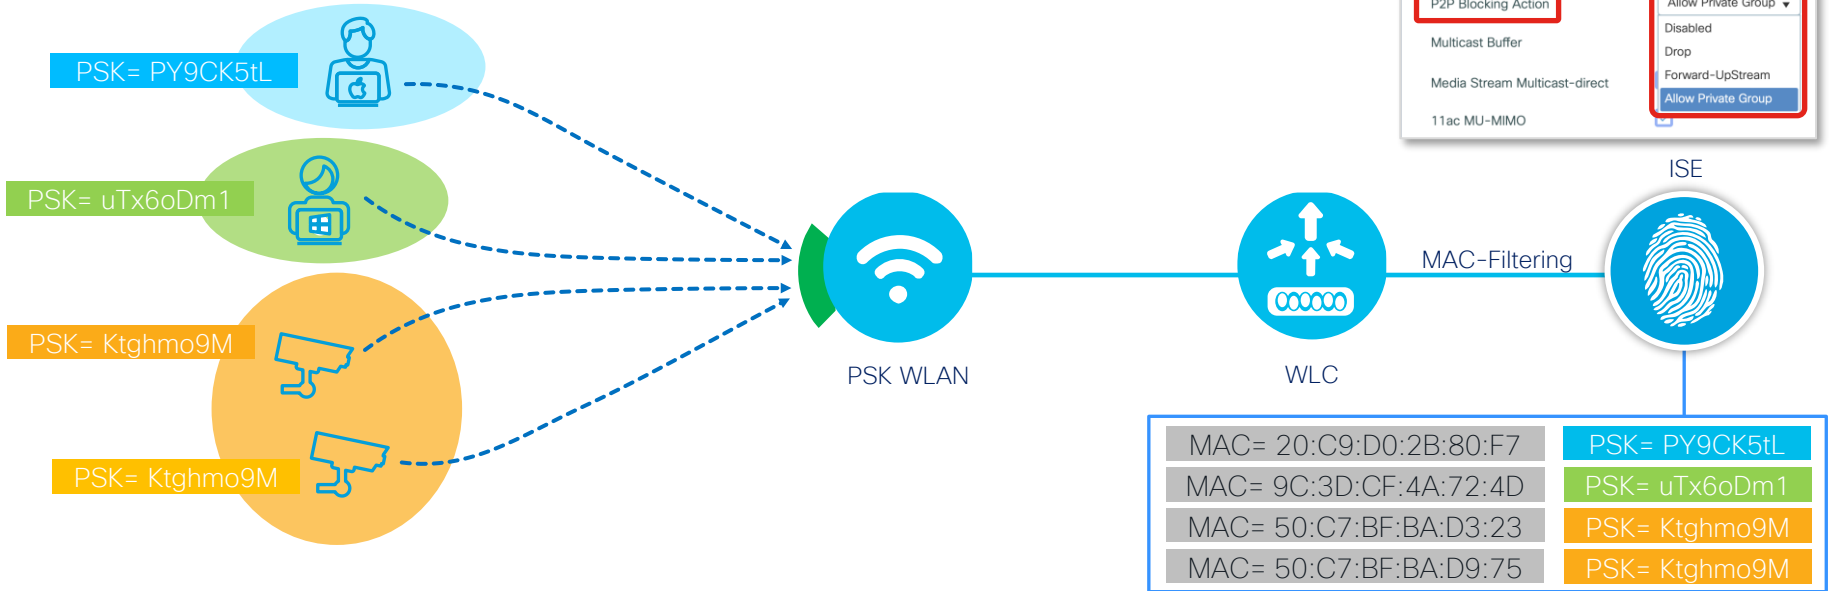 P2P Blocking Action
Allow Private Group
Disabled
Drop
Multicast Buffer
Forward-UpStream
Media Stream Multicast-direct
Allow Private Group
11ac MU-MIMO
PSK= PY9CK5tL
PSK= uTx6oDm1
PSK= Ktghmo9M
PSK= Ktghmo9M
PSK WLAN
WLC
MAC-Filtering
ISE
MAC= 20:C9:D0:2B:80:F7 PSK= PY9CK5tL
MAC= 9C:3D:CF:4A:72:4D PSK= uTx6oDm1
MAC= 50:C7:BF:BA:D3:23 PSK= Ktghmo9M
MAC= 50:C7:BF:BA:D9:75 PSK= Ktghmo9M